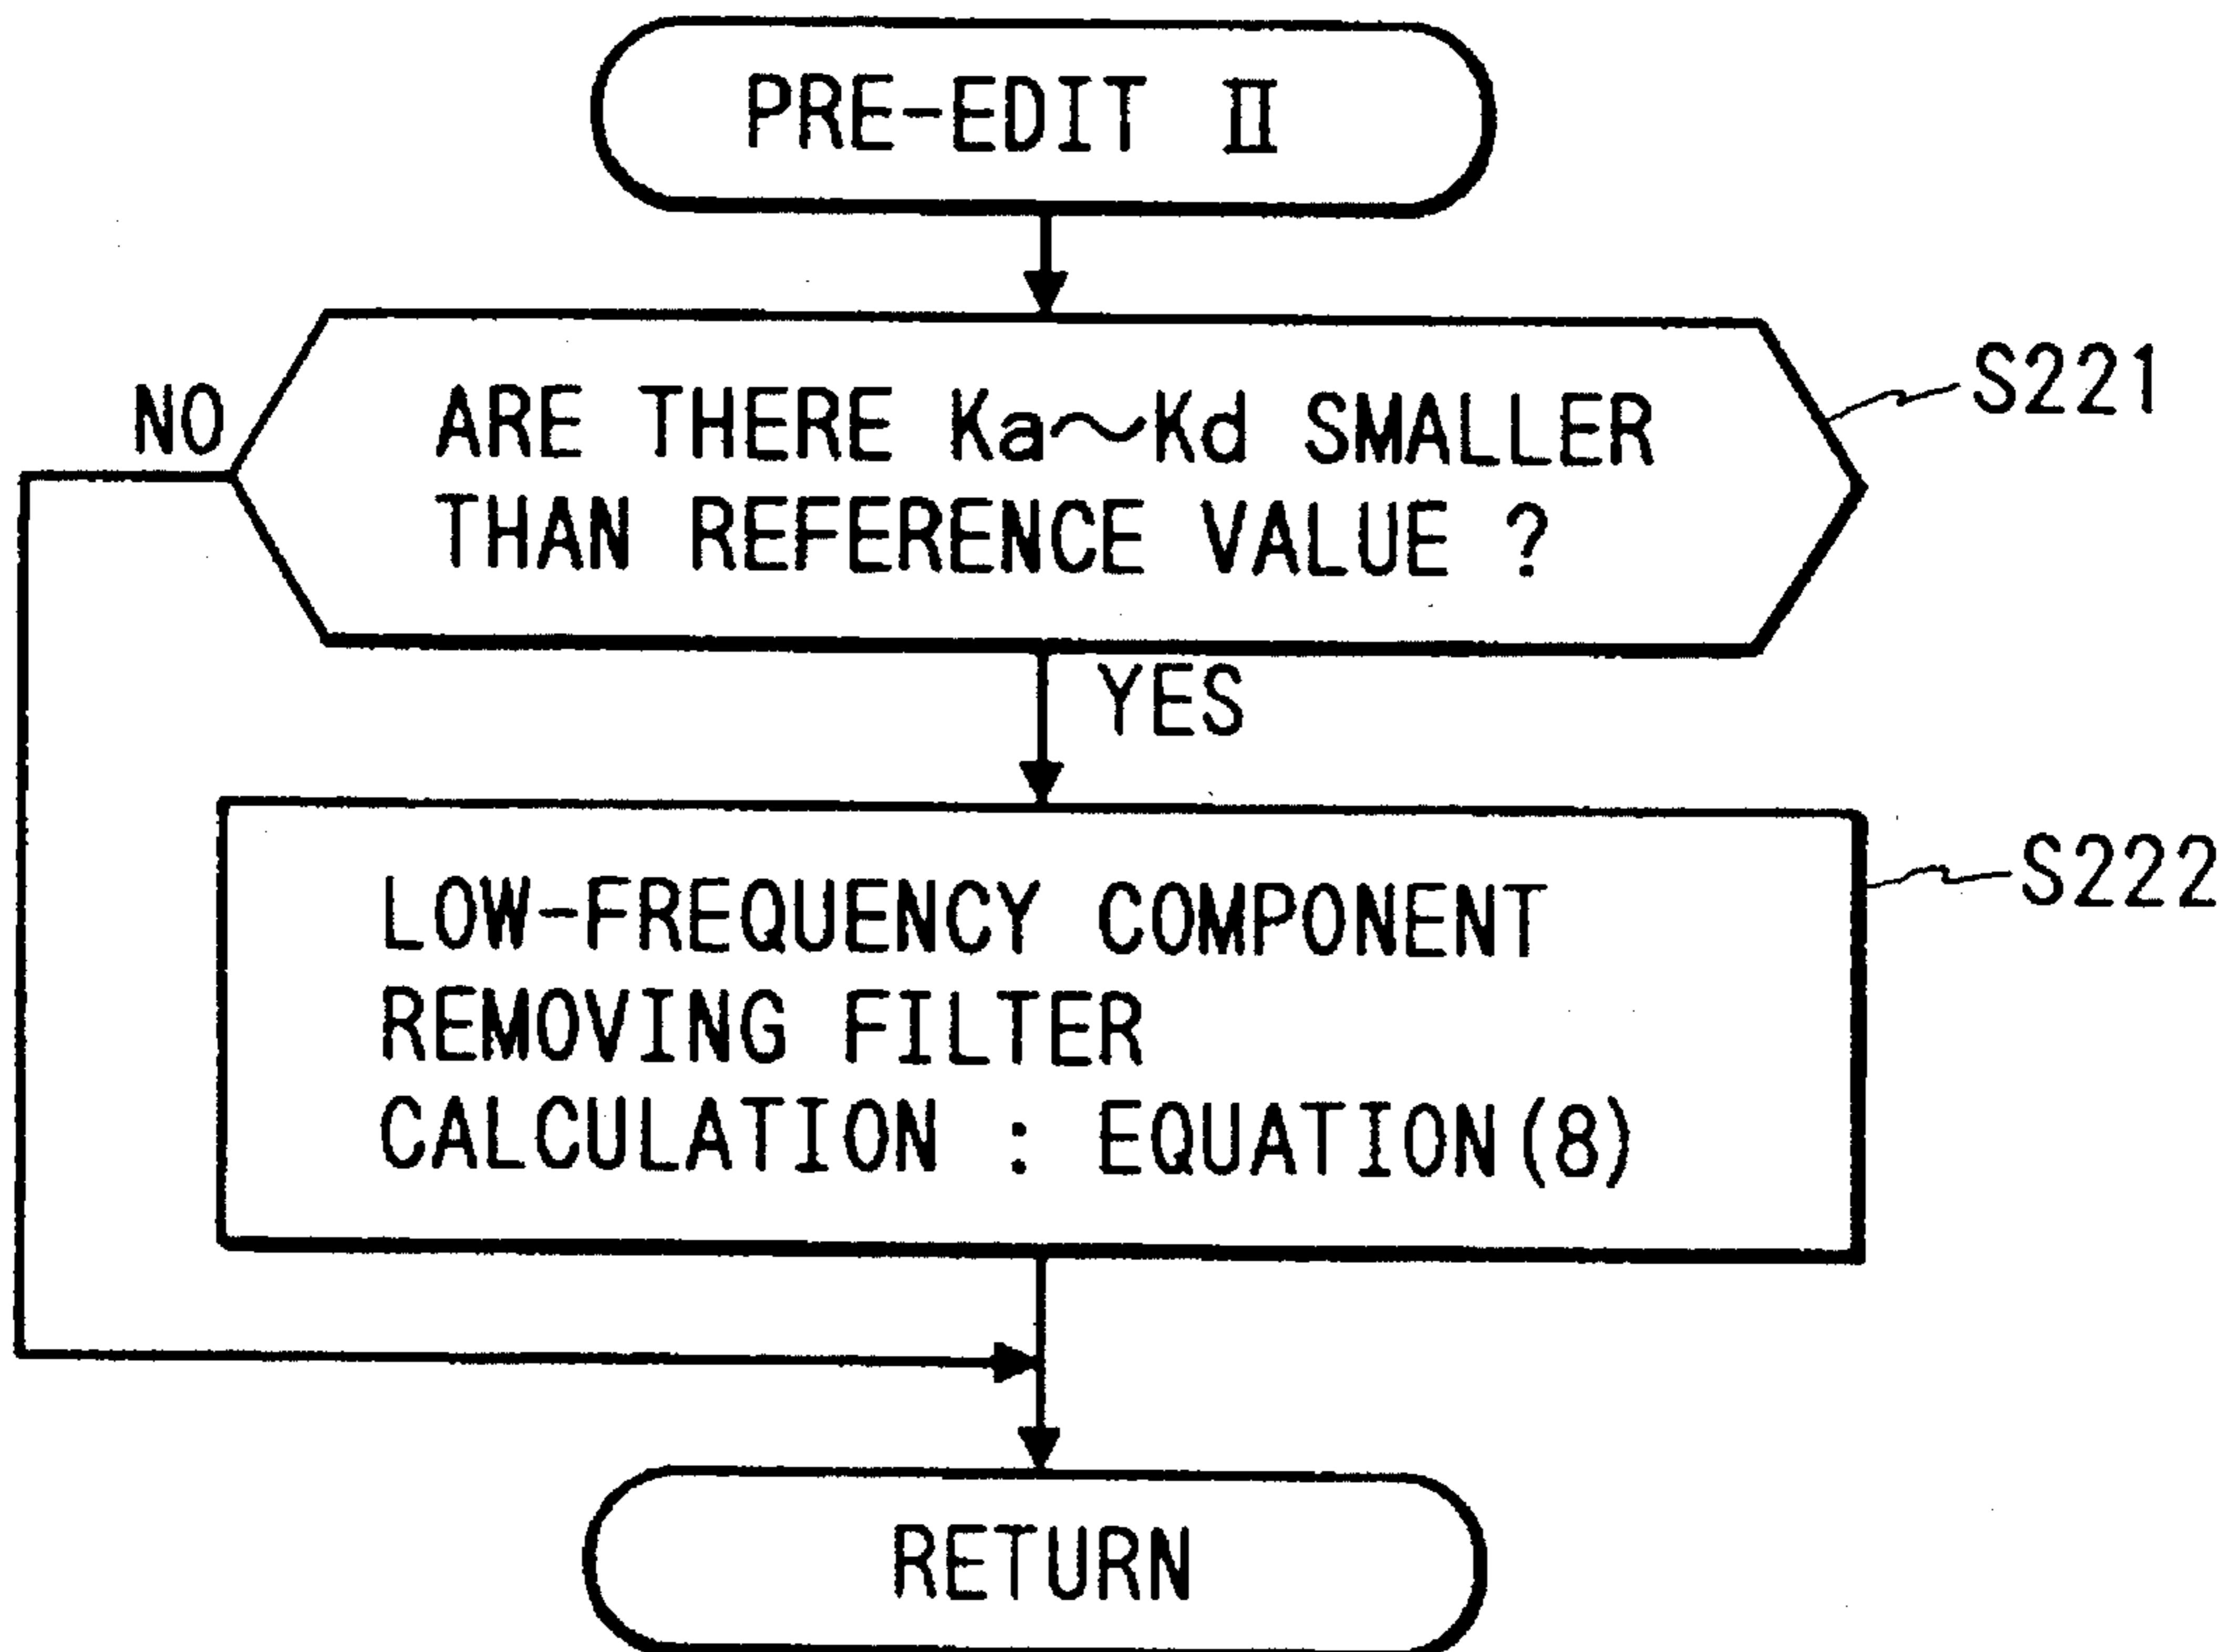 PRE-EDIT Ⅱ
ARE THERE Ka~Kd SMALLER
THAN REFERENCE VALUE ?
S221
NO
YES
LOW-FREQUENCY COMPONENT
REMOVING FILTER
CALCULATION : EQUATION(8)
S222
RETURN